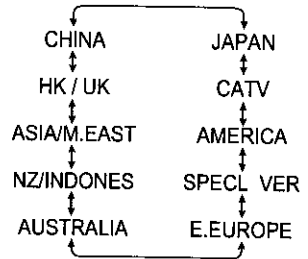 CHINA
JAPAN
HK / UK
CATV
ASIA/M.EAST
AMERICA
NZ/INDONES
SPECL VER
AUSTRALIA
E.EUROPE